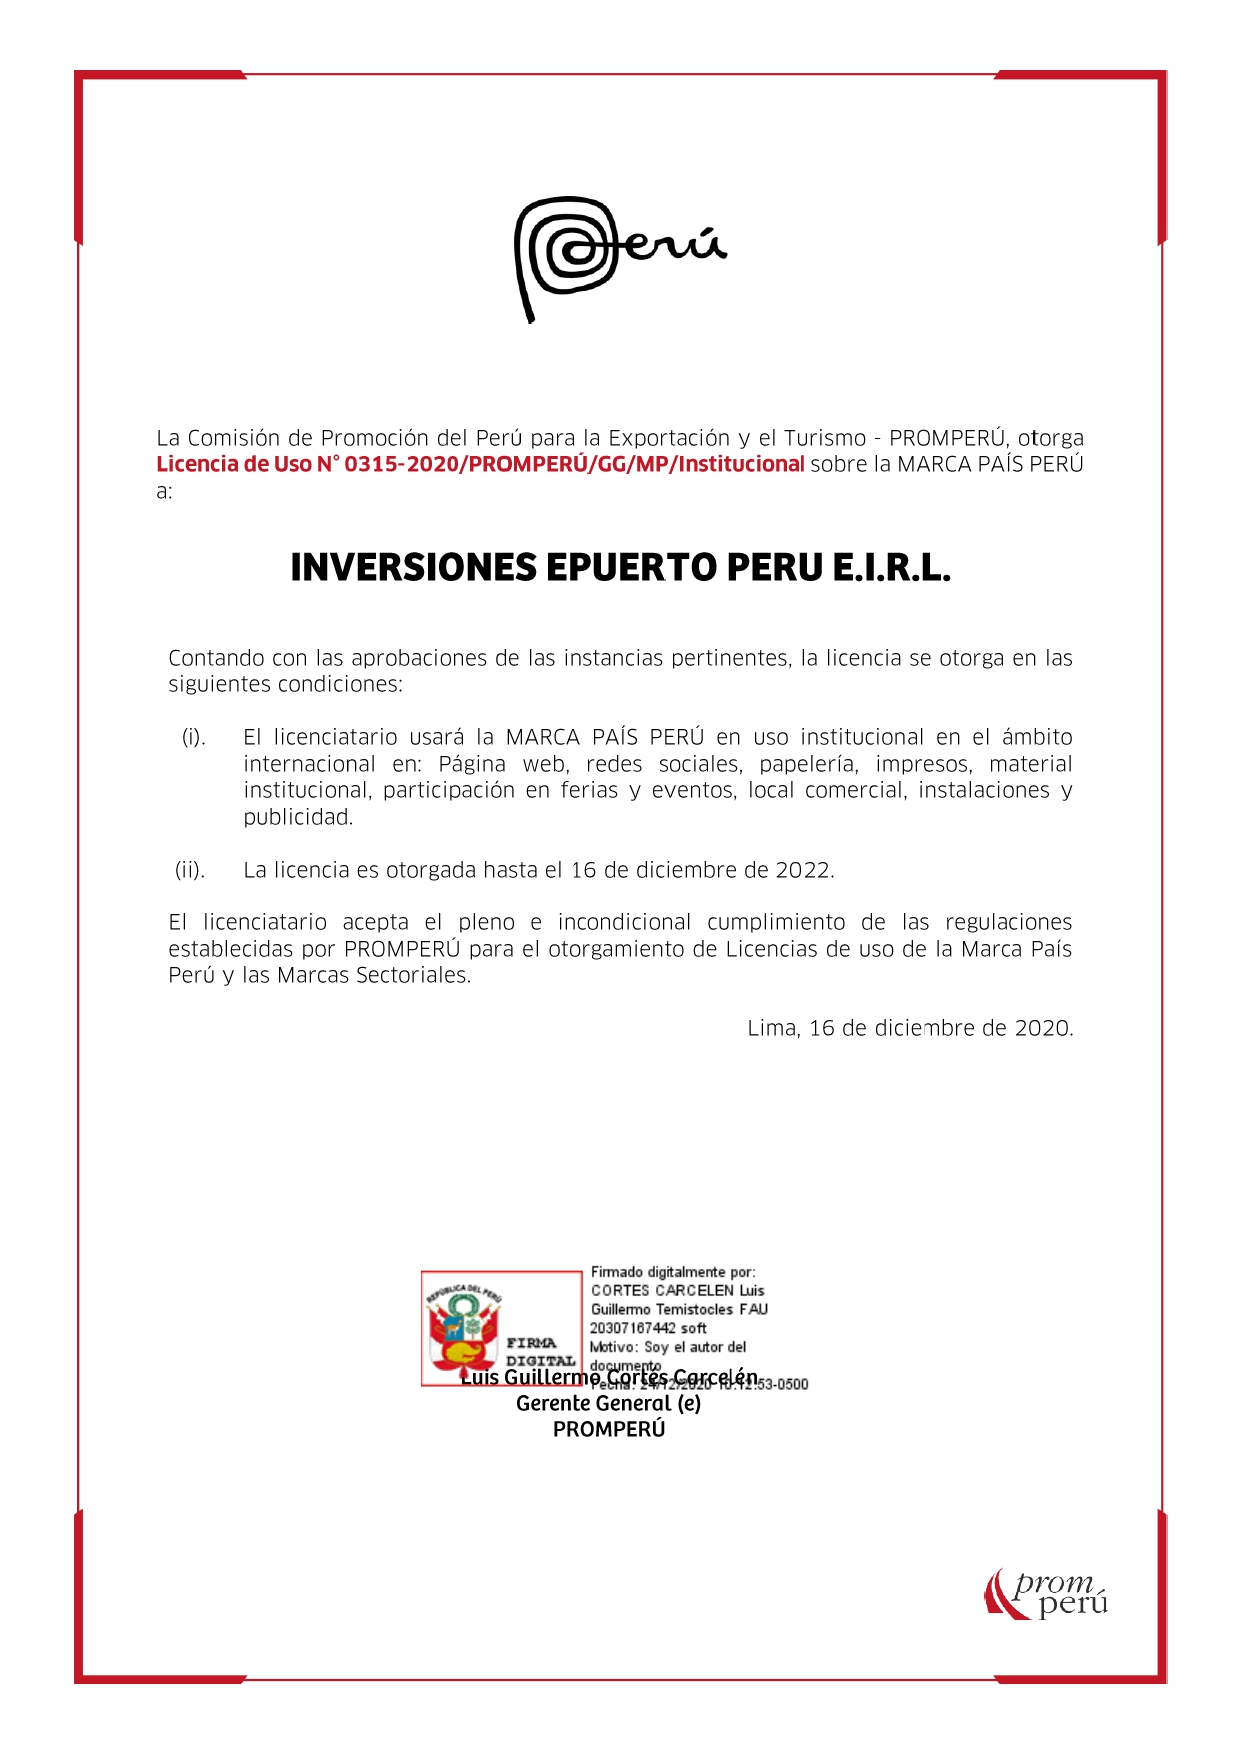 Perú
La Comisión de Promoción del Perú para la Exportación y el Turismo - PROMPERÚ, otorga
Licencia de Uso N° 0315-2020/PROMPERÚ/GG/MP/Institucional sobre la MARCA PAÍS PERÚ
a:
INVERSIONES EPUERTO PERU E.I.R.L.
Contando con las aprobaciones de las instancias pertinentes, la licencia se otorga en las
siguientes condiciones:
(i). El licenciatario usará la MARCA PAÍS PERÚ en uso institucional en el ámbito
internacional en: Página web, redes sociales, papelería, impresos, material
institucional, participación en ferias y eventos, local comercial, instalaciones y
publicidad.
(ii). La licencia es otorgada hasta el 16 de diciembre de 2022.
El licenciatario acepta el pleno e incondicional cumplimiento de las regulaciones
establecidas por PROMPERÚ para el otorgamiento de Licencias de uso de la Marca País
Perú y las Marcas Sectoriales.
Lima, 16 de diciembre de 2020.
REPÚBLICA DEL PERÚ
FIRMA
DIGITAL
Firmado digitalmente por:
CORTES CARCELEN Luis
Guillermo Temistocles FAU
20307167442 soft
Motivo: Soy el autor del
documento
Fecha: 24/12/2020
Luis Guillermo Cortés Carcelén
Gerente General (e)
PROMPERÚ
prom
perú